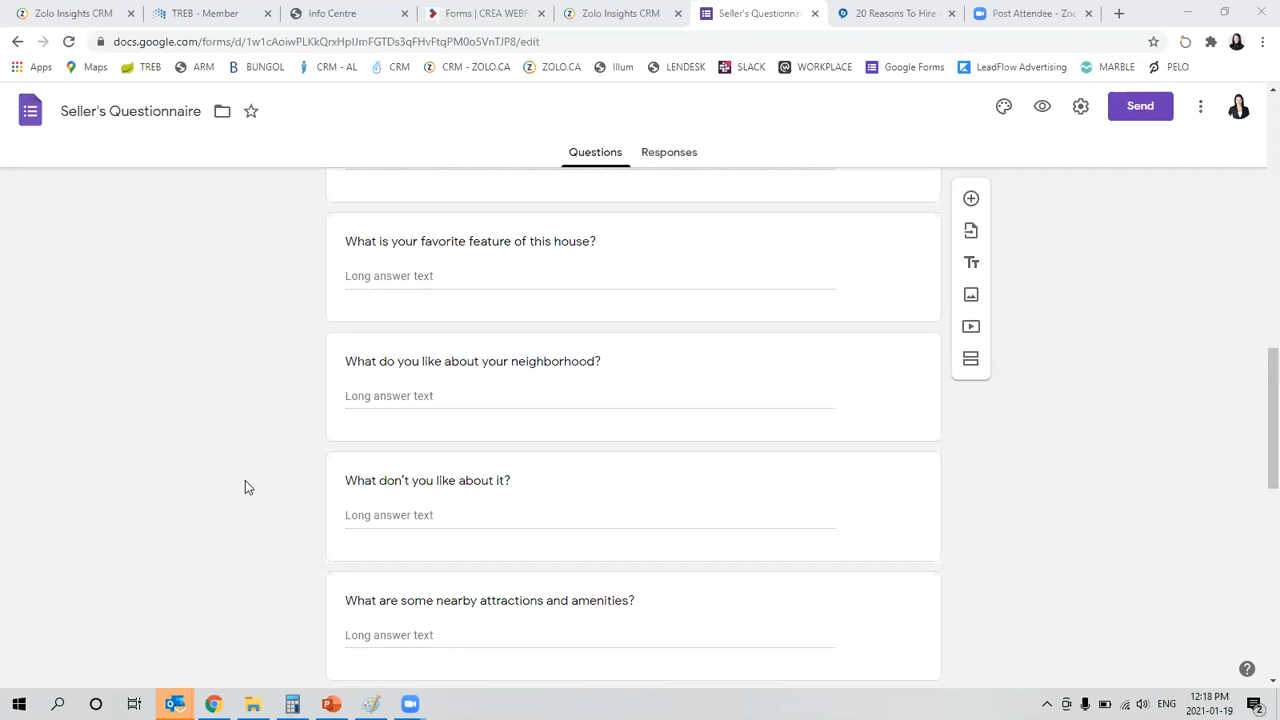 Zolo Insights CRM
TREB - Member
Info Centre
Forms | CREA WEBF
Zolo Insights CRM
Seller's Questionna
20 Reasons To Hire
Post Attendee - Zoo
docs.google.com/forms/d/1w1cAoiwPLKkQrxHpUmFGTDs3qFHvFtqPM0o5VnTJP8/edit
Apps Maps TREB ARM BUNGOL CRM - AL CRM CRM - ZOLO.CA ZOLO.CA Illum LENDESK SLACK WORKPLACE Google Forms LeadFlow Advertising MARBLE PELO
Seller's Questionnaire
Send
Questions Responses
What is your favorite feature of this house?
Long answer text
What do you like about your neighborhood?
Long answer text
What don't you like about it?
Long answer text
What are some nearby attractions and amenities?
Long answer text
ENG
12:18 PM
2021-01-19
2